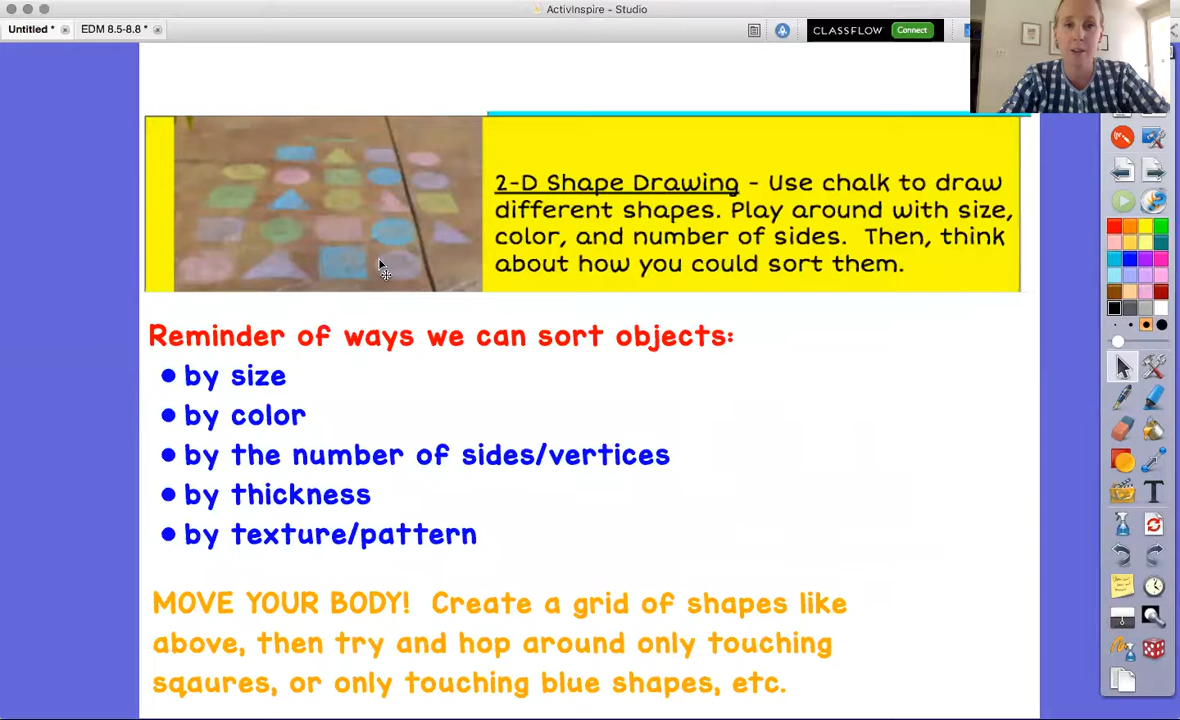 ActivInspire - Studio
Untitled *
EDM 8.5-8.8 *
CLASSFLOW
Connect
2-D Shape Drawing - Use chalk to draw
different shapes. Play around with size,
color, and number of sides. Then, think
about how you could sort them.
Reminder of ways we can sort objects:
• by size
• by color
• by the number of sides/vertices
• by thickness
• by texture/pattern
MOVE YOUR BODY! Create a grid of shapes like
above, then try and hop around only touching
sqaures, or only touching blue shapes, etc.
T